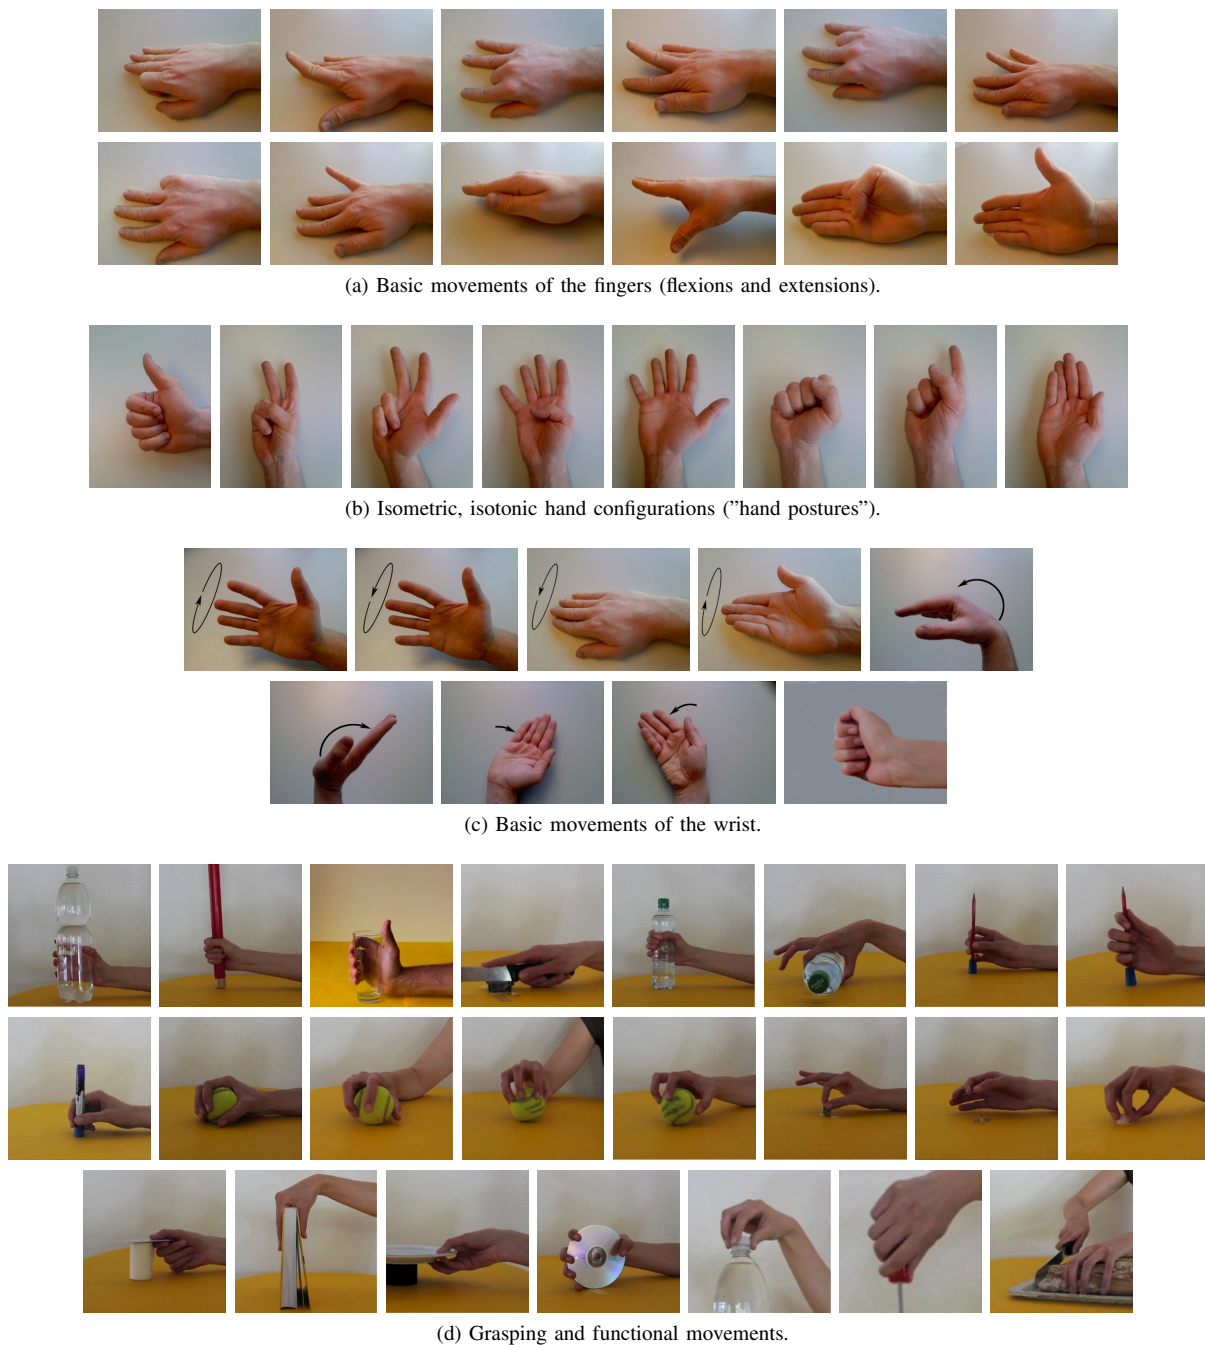 (a) Basic movements of the fingers (flexions and extensions).
(b) Isometric, isotonic hand configurations (”hand postures”).
(c) Basic movements of the wrist.
(d) Grasping and functional movements.